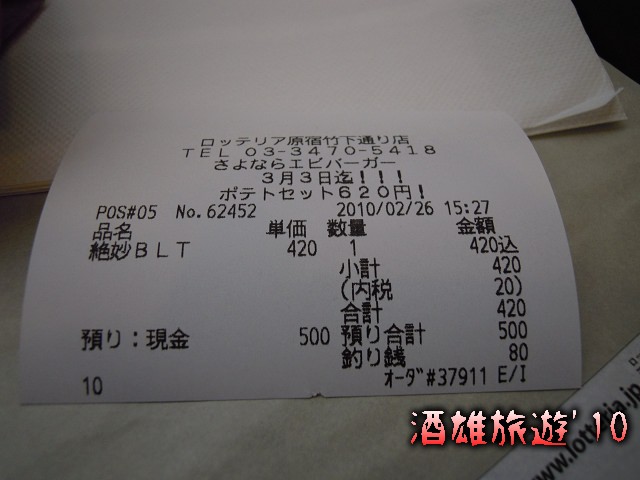 ロッテリア原宿竹下通り店
TEL 03-3470-5418
さよならエビバーガー
3月3日迄!!!
ポテトセット620円!
POS#05 No.62452 2010/02/26 15:27
品名 単価 数量 金額
絶妙BLT 420 1 420込
小計 420
(内税 20)
合計 420
預り:現金 500 預り合計 500
釣り銭 80
10 オーダ#37911 E/I
酒雄旅遊'10